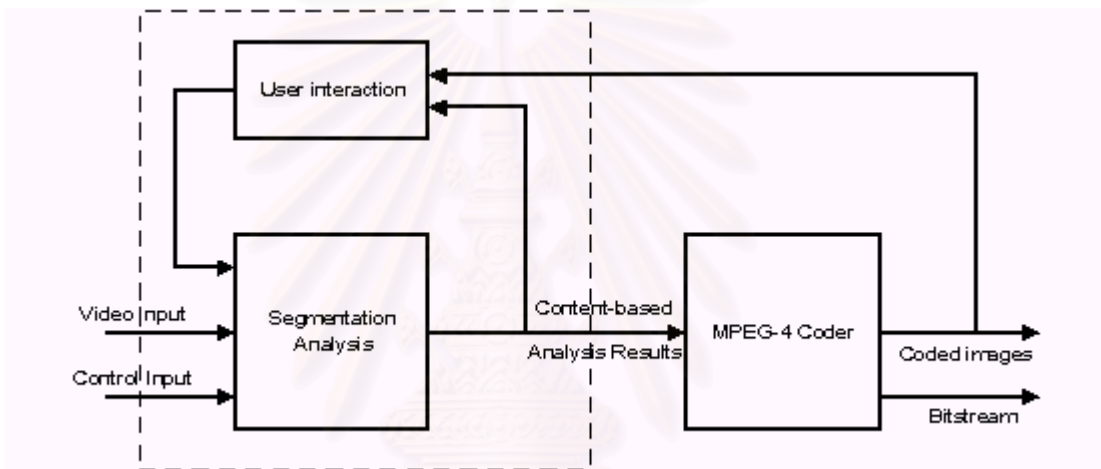 User interaction
Video Input
Control Input
Segmentation
Analysis
Content-based
Analysis Results
MPEG-4 Coder
Coded images
Bitstream